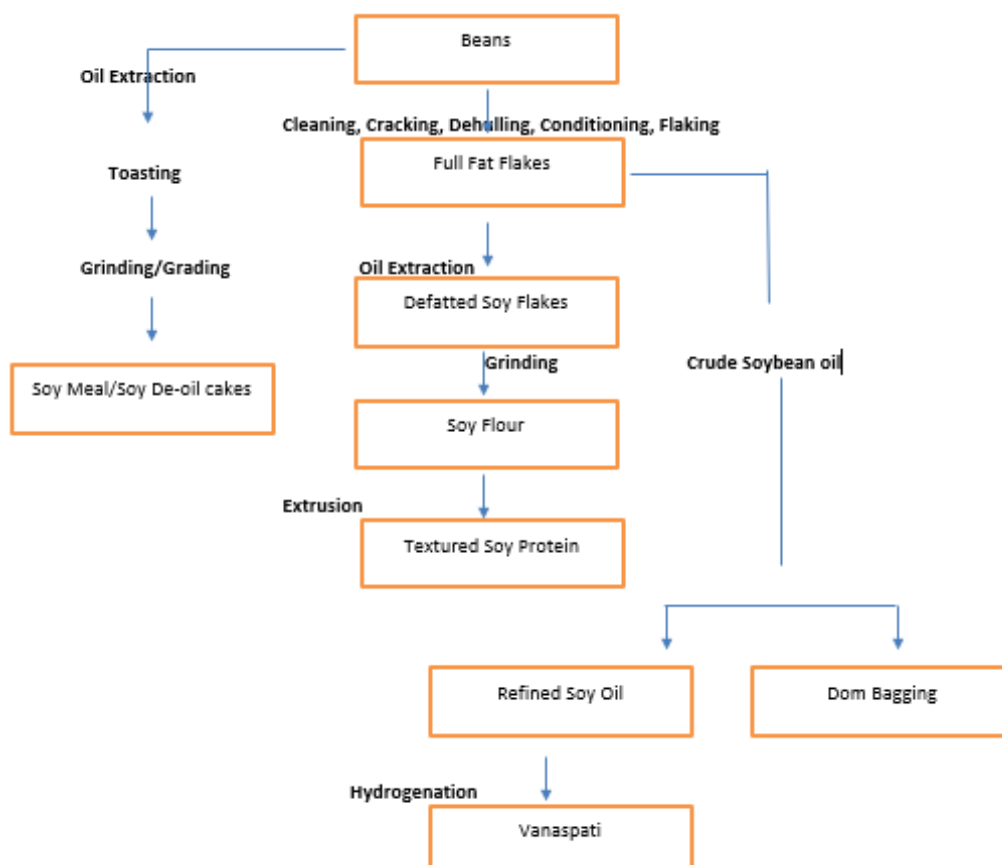 Beans
Oil Extraction
Cleaning, Cracking, Dehulling, Conditioning, Flaking
Full Fat Flakes
Toasting
Grinding/Grading
Oil Extraction
Defatted Soy Flakes
Grinding
Crude Soybean oil
Soy Meal/Soy De-oil cakes
Soy Flour
Extrusion
Textured Soy Protein
Refined Soy Oil
Dom Bagging
Hydrogenation
Vanaspati